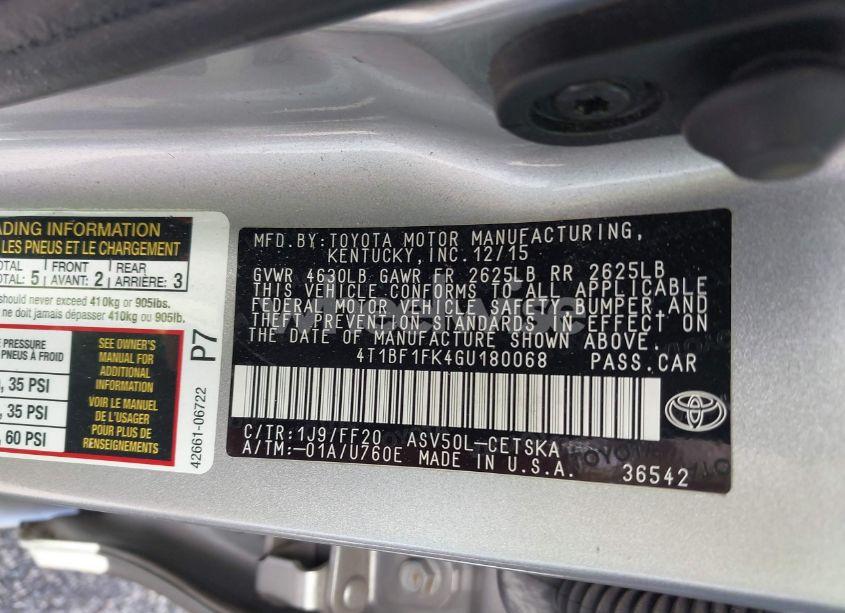 ADING INFORMATION
LES PNEUS ET LE CHARGEMENT
OTAL
TAL: 5
FRONT
AVANT: 2
REAR
ARRIÈRE: 3
should never exceed 410kg or 905lbs.
ne doit jamais dépasser 410kg ou 905lb.
PRESSURE
PNEUS À FROID
, 35 PSI
, 35 PSI
, 60 PSI
SEE OWNER'S
MANUAL FOR
ADDITIONAL
INFORMATION
VOIR LE MANUEL
DE L'USAGER
POUR PLUS DE
RENSEIGNEMENTS
P7
42661-06722
MFD.BY:TOYOTA MOTOR MANUFACTURING,
KENTUCKY,INC.12/15
GVWR 4630LB GAWR FR 2625LB RR 2625LB
THIS VEHICLE CONFORMS TO ALL APPLICABLE
FEDERAL MOTOR VEHICLE SAFETY,BUMPER,AND
THEFT PREVENTION STANDARDS IN EFFECT ON
THE DATE OF MANUFACTURE SHOWN ABOVE.
4T1BF1FK4GU180068 PASS.CAR
C/TR:1J9/FF20 ASV50L-CETSKA
A/TM:-01A/U760E MADE IN U.S.A.
36542